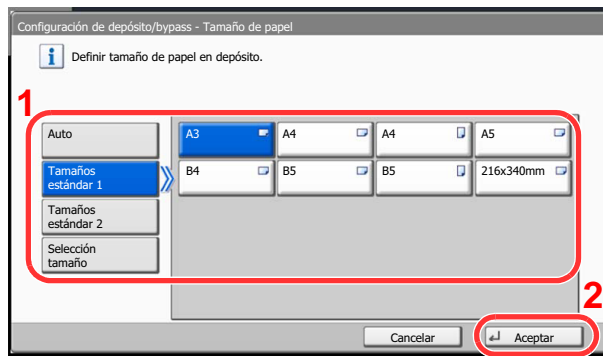 Configuración de depósito/bypass - Tamaño de papel
Definir tamaño de papel en depósito.
1
Auto
A3
A4
A4
A5
Tamaños
estándar 1
B4
B5
B5
216x340mm
Tamaños
estándar 2
Selección
tamaño
2
Cancelar
Aceptar